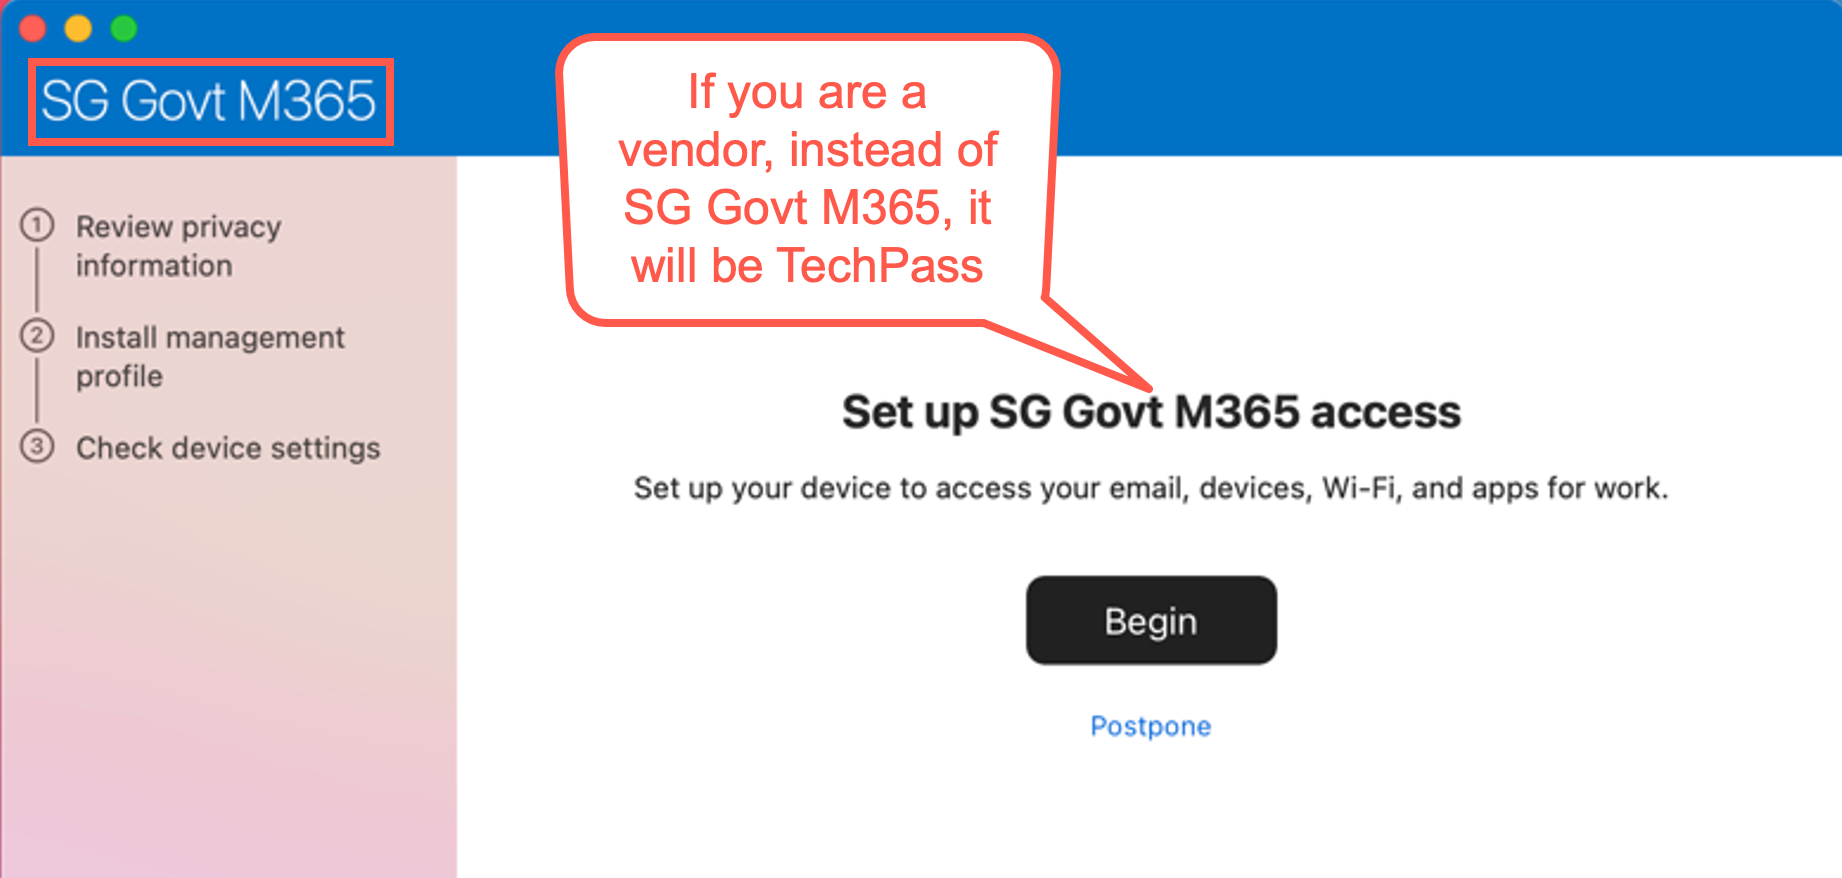 SG Govt M365
If you are a
vendor, instead of
SG Govt M365, it
will be TechPass
1 Review privacy
information
2 Install management
profile
3 Check device settings
Set up SG Govt M365 access
Set up your device to access your email, devices, Wi-Fi, and apps for work.
Begin
Postpone